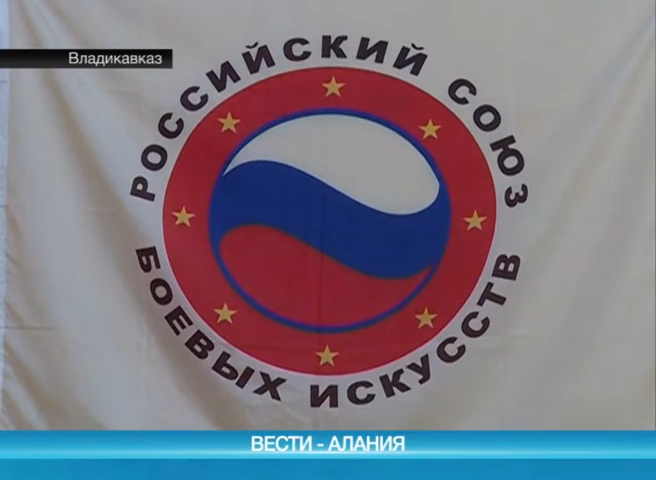 Владикавказ
РОССИЙСКИЙ СОЮЗ
БОЕВЫХ ИСКУССТВ
ВЕСТИ - АЛАНИЯ